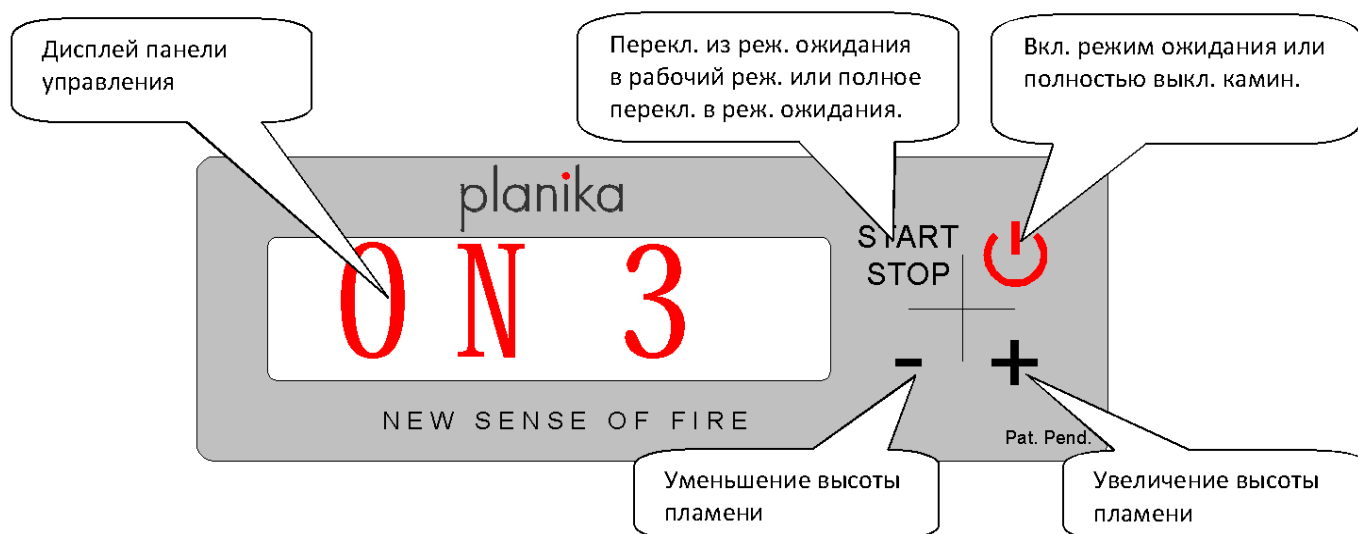 Дисплей панели
управления
Перекл. из реж. ожидания
в рабочий реж. или полное
перекл. в реж. ожидания.
Вкл. режим ожидания или
полностью выкл. камин.
planika
ON 3
START
STOP
-
+
NEW SENSE OF FIRE
Pat. Pend.
Уменьшение высоты
пламени
Увеличение высоты
пламени